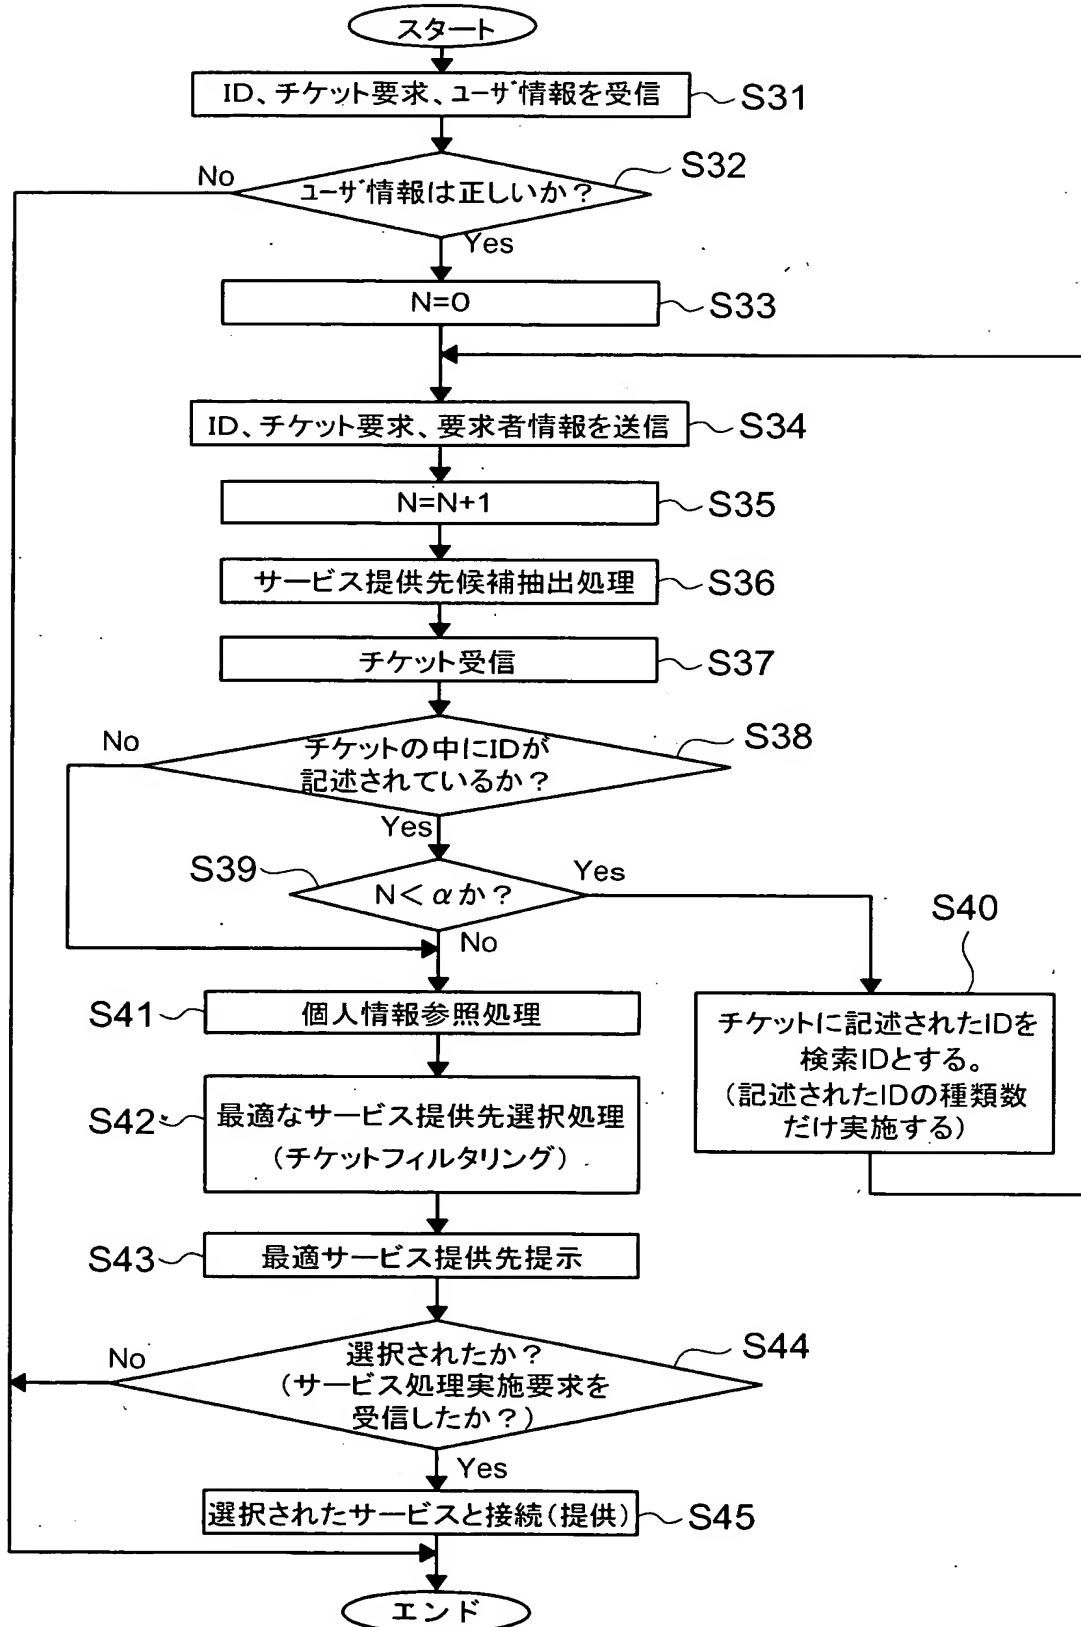 スタート
ID、チケット要求、ユーザ情報を受信
S31
ユーザ情報は正しいか?
S32
No
Yes
N=0
S33
ID、チケット要求、要求者情報を送信
S34
N=N+1
S35
サービス提供先候補抽出処理
S36
チケット受信
S37
チケットの中にIDが
記述されているか?
S38
No
Yes
S39
N<αか?
Yes
No
S40
チケットに記述されたIDを
検索IDとする。
(記述されたIDの種類数
だけ実施する)
S41
個人情報参照処理
S42
最適なサービス提供先選択処理
(チケットフィルタリング)
S43
最適サービス提供先提示
S44
選択されたか?
(サービス処理実施要求を
受信したか?)
No
Yes
選択されたサービスと接続(提供)
S45
エンド